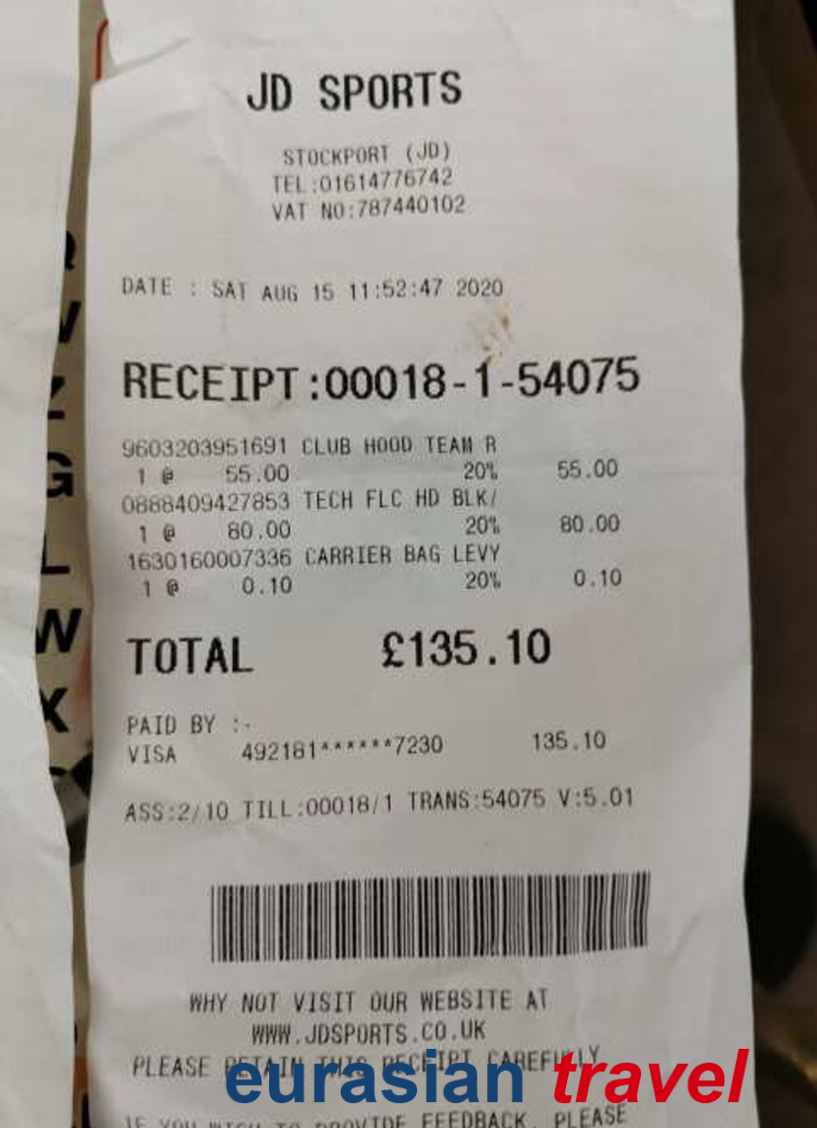 JD SPORTS
STOCKPORT (JD)
TEL:01614776742
VAT NO:787440102
DATE : SAT AUG 15 11:52:47 2020
RECEIPT:00018-1-54075
9603203951691 CLUB HOOD TEAM R
1 @ 55.00 20% 55.00
0888409427853 TECH FLC HD BLK/
1 @ 80.00 20% 80.00
1630160007336 CARRIER BAG LEVY
1 @ 0.10 20% 0.10
TOTAL £135.10
PAID BY :-
VISA 492181******7230 135.10
ASS:2/10 TILL:00018/1 TRANS:54075 V:5.01
WHY NOT VISIT OUR WEBSITE AT
WWW.JDSPORTS.CO.UK
PLEASE RETAIN THIS RECEIPT CAREFULLY
eurasian travel
IF YOU WISH TO PROVIDE FEEDBACK, PLEASE